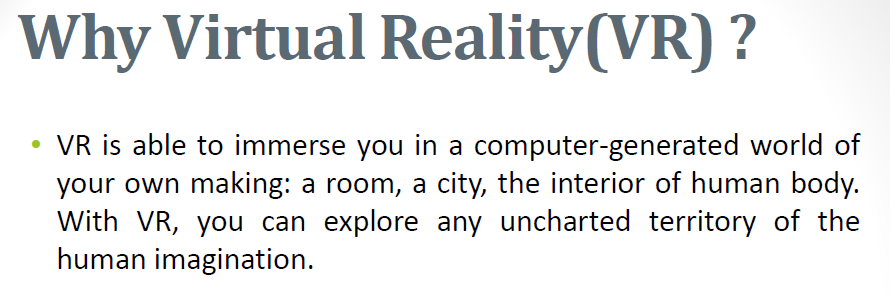 Why Virtual Reality(VR) ?
• VR is able to immerse you in a computer-generated world of
your own making: a room, a city, the interior of human body.
With VR, you can explore any uncharted territory of the
human imagination.